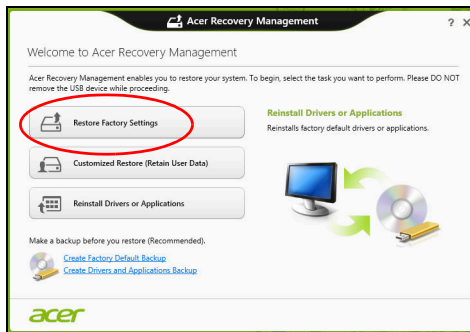 Acer Recovery Management
? X
Welcome to Acer Recovery Management
Acer Recovery Management enables you to restore your system. To begin, select the task you want to perform. Please DO NOT
remove the USB device while proceeding.
Restore Factory Settings
Reinstall Drivers or Applications
Reinstalls factory default drivers or applications.
Customized Restore (Retain User Data)
Reinstall Drivers or Applications
Make a backup before you restore (Recommended).
Create Factory Default Backup
Create Drivers and Applications Backup
acer